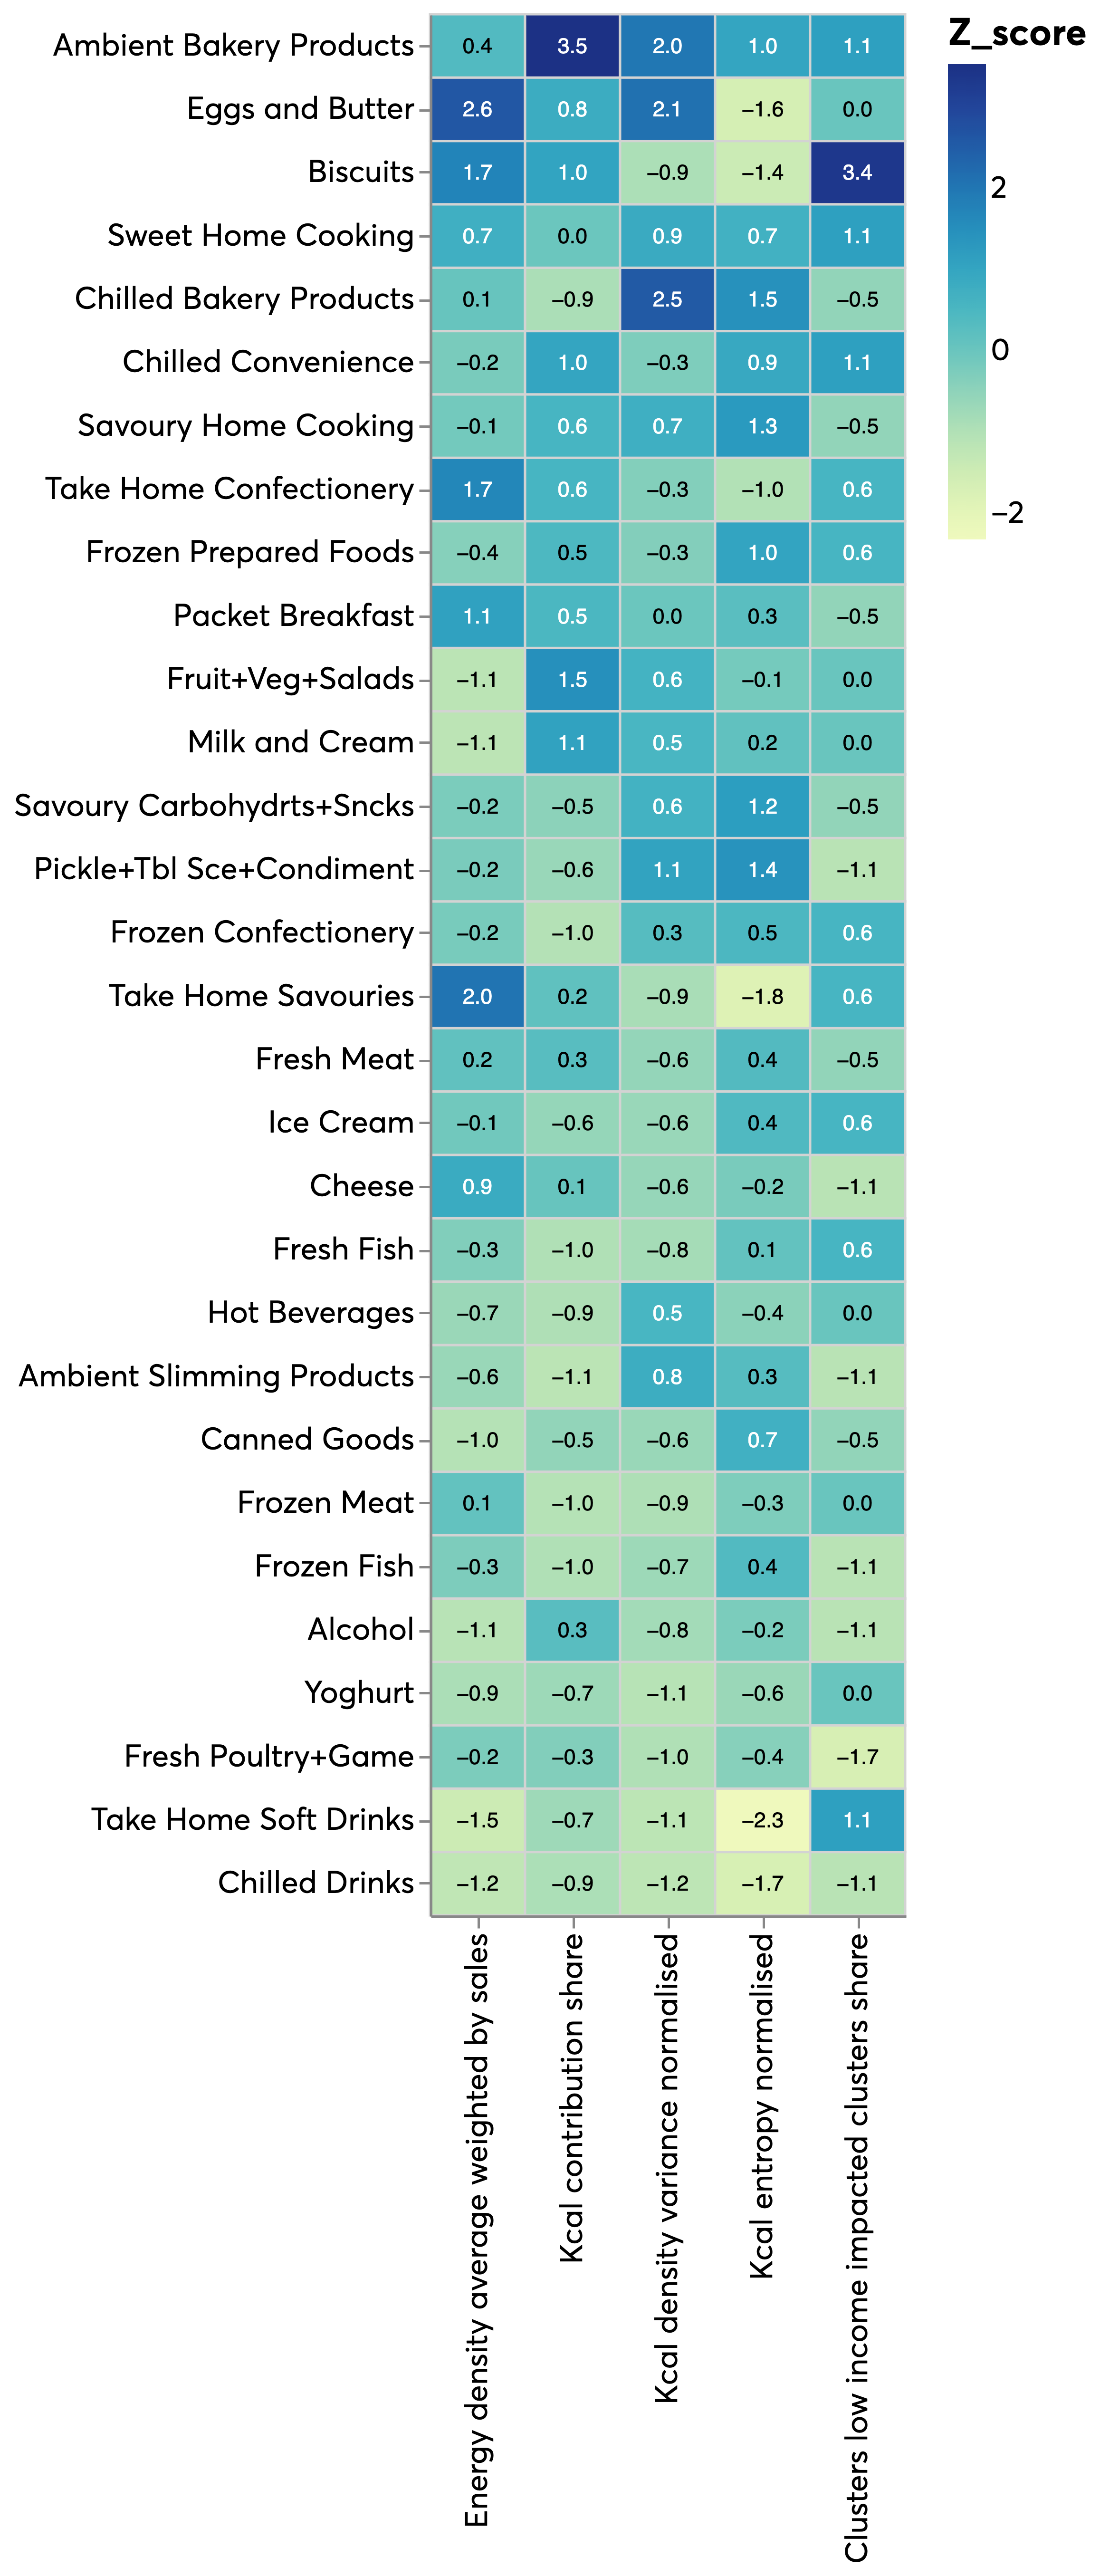 Z_score
2
0
−2
Ambient Bakery Products 0.4 3.5 2.0 1.0 1.1
Eggs and Butter 2.6 0.8 2.1 −1.6 0.0
Biscuits 1.7 1.0 −0.9 −1.4 3.4
Sweet Home Cooking 0.7 0.0 0.9 0.7 1.1
Chilled Bakery Products 0.1 −0.9 2.5 1.5 −0.5
Chilled Convenience −0.2 1.0 −0.3 0.9 1.1
Savoury Home Cooking −0.1 0.6 0.7 1.3 −0.5
Take Home Confectionery 1.7 0.6 −0.3 −1.0 0.6
Frozen Prepared Foods −0.4 0.5 −0.3 1.0 0.6
Packet Breakfast 1.1 0.5 0.0 0.3 −0.5
Fruit+Veg+Salads −1.1 1.5 0.6 −0.1 0.0
Milk and Cream −1.1 1.1 0.5 0.2 0.0
Savoury Carbohydrts+Sncks −0.2 −0.5 0.6 1.2 −0.5
Pickle+Tbl Sce+Condiment −0.2 −0.6 1.1 1.4 −1.1
Frozen Confectionery −0.2 −1.0 0.3 0.5 0.6
Take Home Savouries 2.0 0.2 −0.9 −1.8 0.6
Fresh Meat 0.2 0.3 −0.6 0.4 −0.5
Ice Cream −0.1 −0.6 −0.6 0.4 0.6
Cheese 0.9 0.1 −0.6 −0.2 −1.1
Fresh Fish −0.3 −1.0 −0.8 0.1 0.6
Hot Beverages −0.7 −0.9 0.5 −0.4 0.0
Ambient Slimming Products −0.6 −1.1 0.8 0.3 −1.1
Canned Goods −1.0 −0.5 −0.6 0.7 −0.5
Frozen Meat 0.1 −1.0 −0.9 −0.3 0.0
Frozen Fish −0.3 −1.0 −0.7 0.4 −1.1
Alcohol −1.1 0.3 −0.8 −0.2 −1.1
Yoghurt −0.9 −0.7 −1.1 −0.6 0.0
Fresh Poultry+Game −0.2 −0.3 −1.0 −0.4 −1.7
Take Home Soft Drinks −1.5 −0.7 −1.1 −2.3 1.1
Chilled Drinks −1.2 −0.9 −1.2 −1.7 −1.1
Energy density average weighted by sales
Kcal contribution share
Kcal density variance normalised
Kcal entropy normalised
Clusters low income impacted clusters share